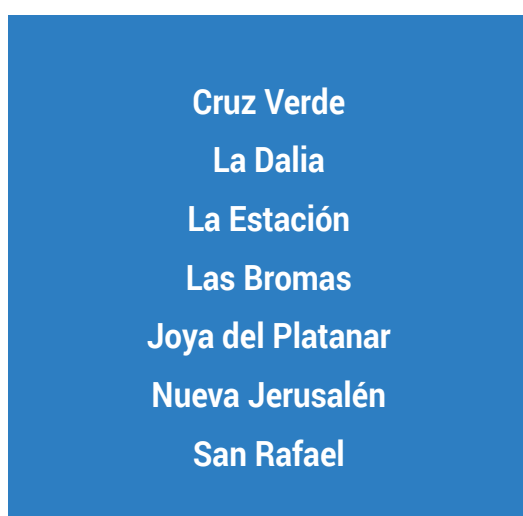 Cruz Verde
La Dalia
La Estación
Las Bromas
Joya del Platanar
Nueva Jerusalén
San Rafael